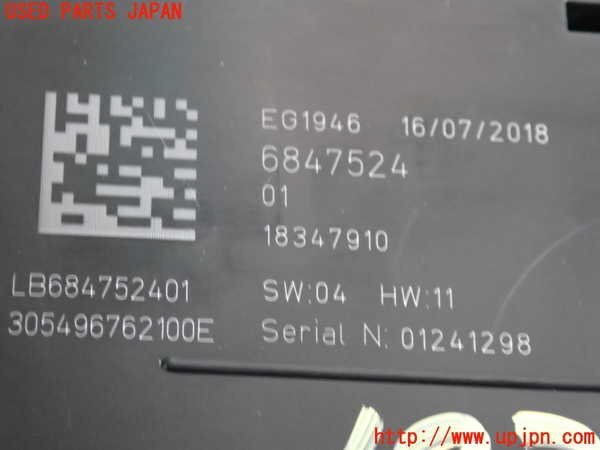 USED PARTS JAPAN
EG1946 16/07/2018
6847524
01
18347910
LB684752401 SW:04 HW:11
305496762100E Serial N: 01241298
http://www.upjpn.com